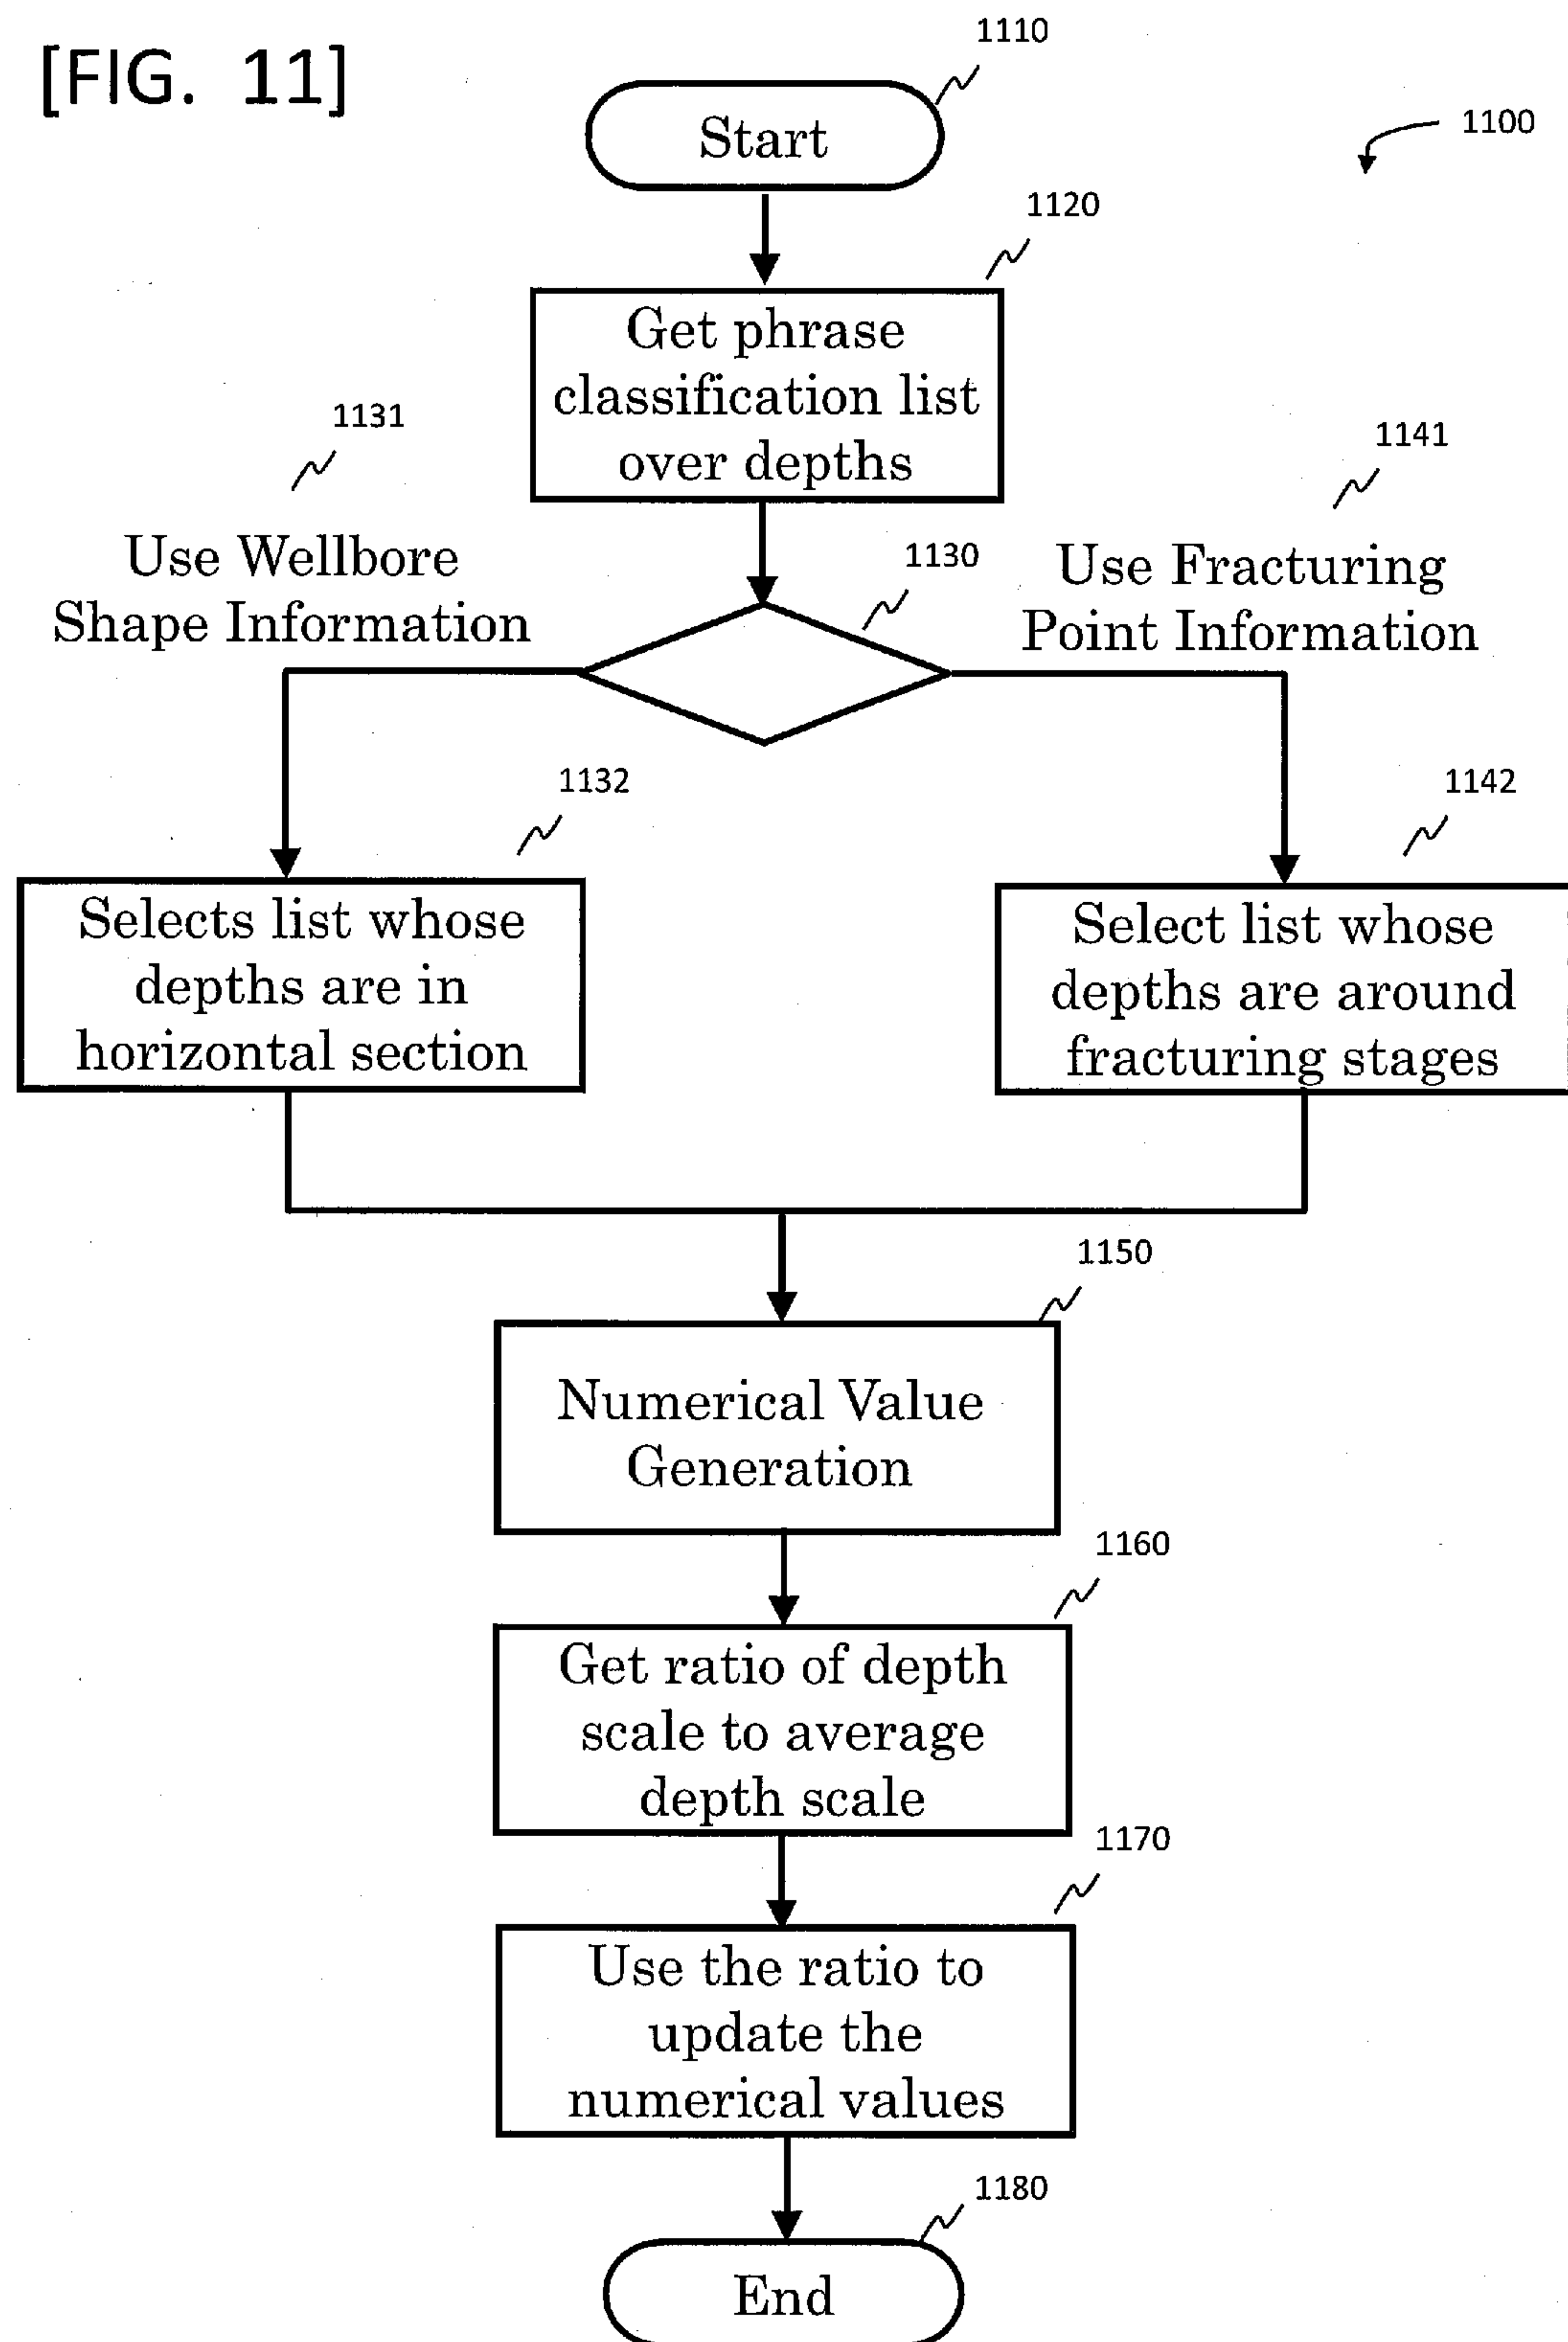 [FIG. 11]
1110
Start
1100
1120
Get phrase
classification list
over depths
1131
1141
Use Wellbore
Shape Information
1130
Use Fracturing
Point Information
1132
1142
Selects list whose
depths are in
horizontal section
Select list whose
depths are around
fracturing stages
1150
Numerical Value
Generation
1160
Get ratio of depth
scale to average
depth scale
1170
Use the ratio to
update the
numerical values
1180
End